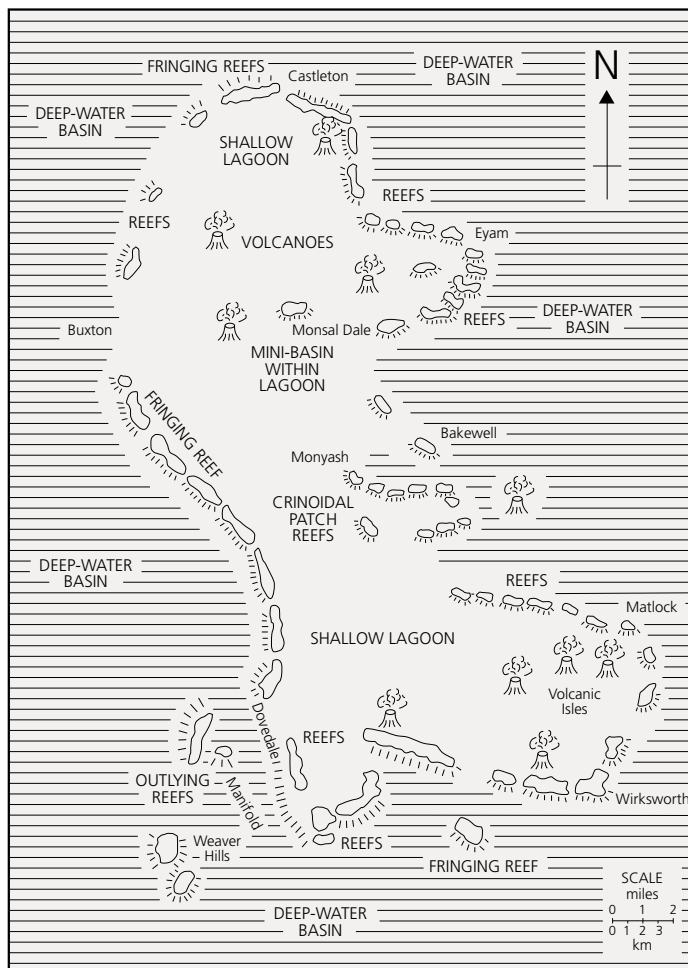 FRINGING REEFS
Castleton
DEEP-WATER
BASIN
N
DEEP-WATER
BASIN
SHALLOW
LAGOON
REEFS
REEFS
Eyam
VOLCANOES
REEFS
DEEP-WATER
BASIN
Buxton
Monsal Dale
MINI-BASIN
WITHIN
LAGOON
FRINGING REEF
Bakewell
Monyash
CRINOIDAL
PATCH
REEFS
DEEP-WATER
BASIN
REEFS
Matlock
SHALLOW LAGOON
Volcanic
Isles
Dovedale
REEFS
OUTLYING
REEFS
Manifold
Wirksworth
Weaver
Hills
REEFS
FRINGING REEF
SCALE
miles
0 1 2
0 1 2 3
km
DEEP-WATER
BASIN